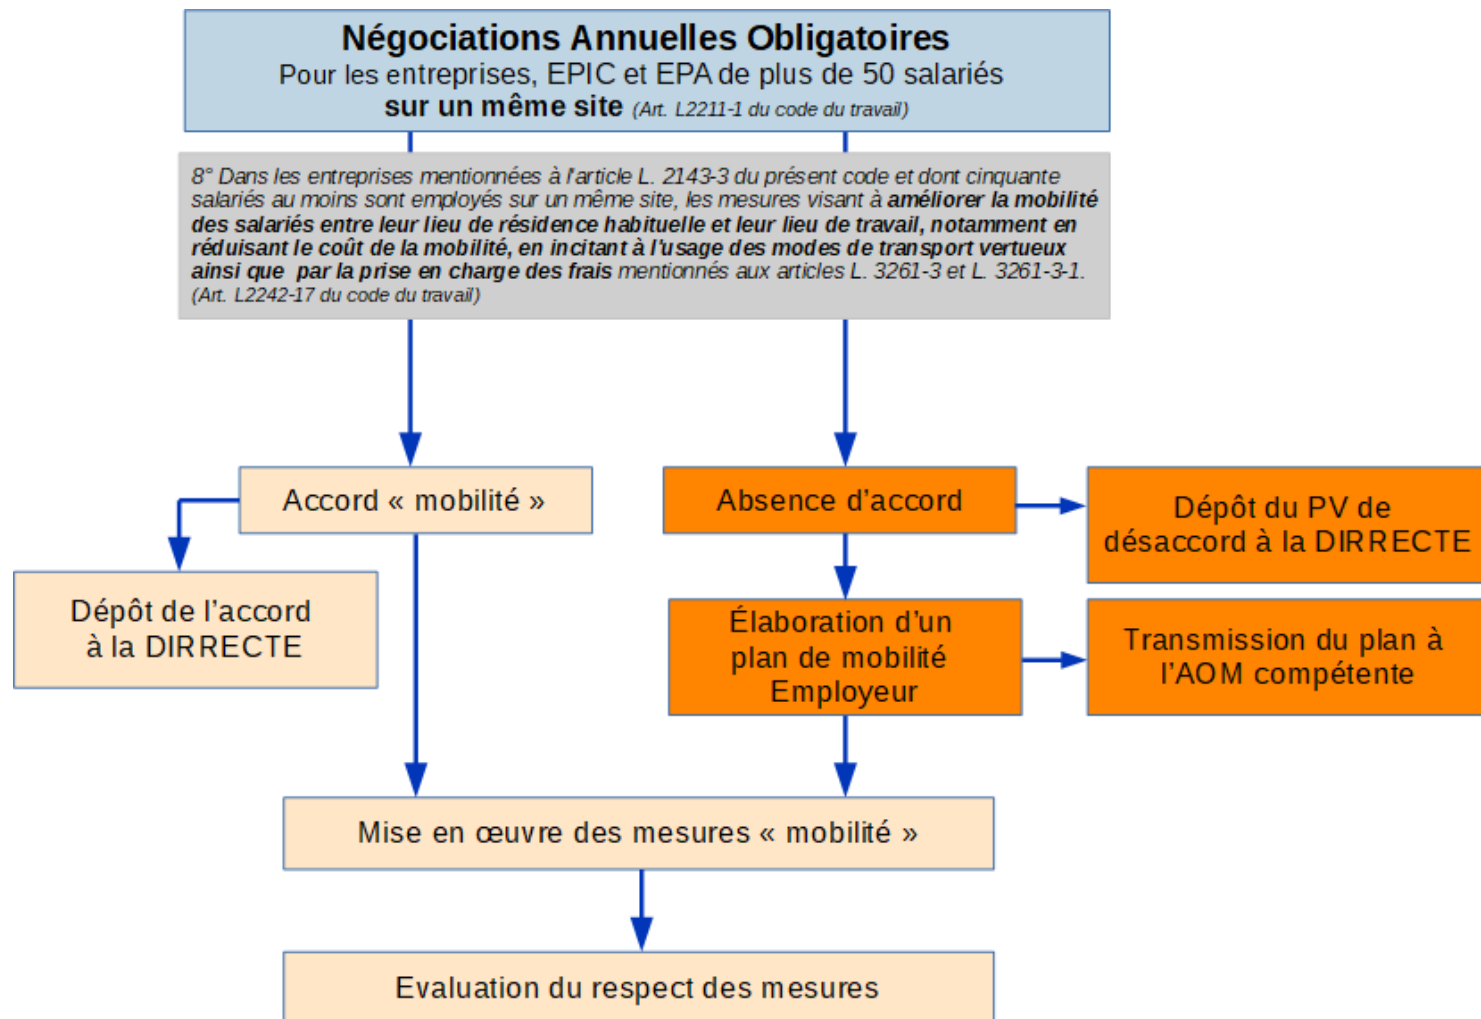 Négociations Annuelles Obligatoires
Pour les entreprises, EPIC et EPA de plus de 50 salariés
sur un même site (Art. L2211-1 du code du travail)
8° Dans les entreprises mentionnées à l'article L. 2143-3 du présent code et dont cinquante
salariés au moins sont employés sur un même site, les mesures visant à améliorer la mobilité
des salariés entre leur lieu de résidence habituelle et leur lieu de travail, notamment en
réduisant le coût de la mobilité, en incitant à l'usage des modes de transport vertueux
ainsi que par la prise en charge des frais mentionnés aux articles L. 3261-3 et L. 3261-3-1.
(Art. L2242-17 du code du travail)
Accord « mobilité »
Absence d'accord
Dépôt du PV de
désaccord à la DIRRECTE
Dépôt de l'accord
à la DIRRECTE
Élaboration d'un
plan de mobilité
Employeur
Transmission du plan à
l'AOM compétente
Mise en œuvre des mesures « mobilité »
Evaluation du respect des mesures